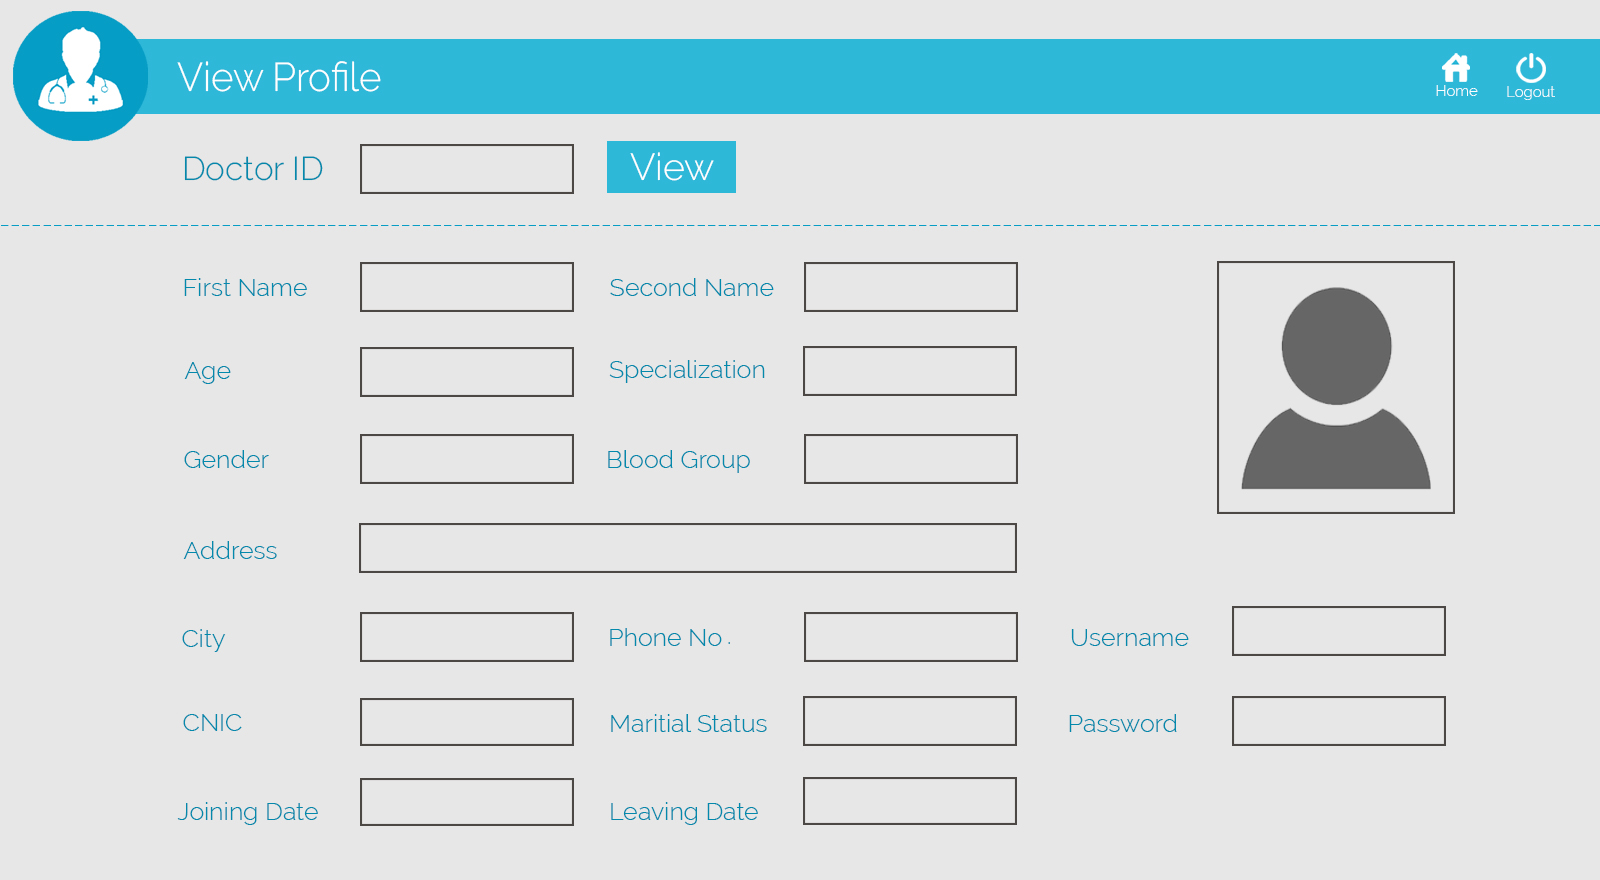 View Profile
Home
Logout
Doctor ID
View
First Name
Second Name
Age
Specialization
Gender
Blood Group
Address
City
Phone No .
Username
CNIC
Maritial Status
Password
Joining Date
Leaving Date